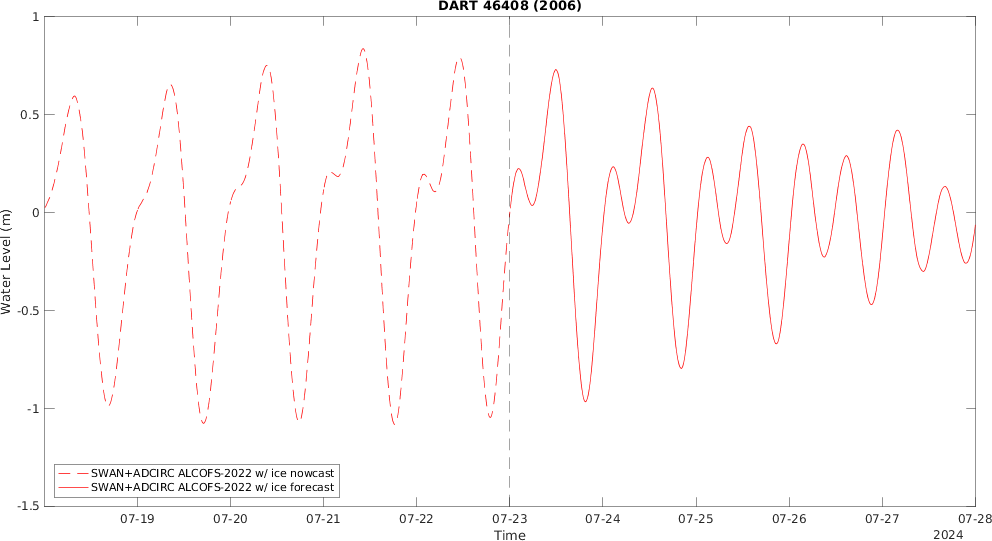 DART 46408 (2006)
1
0.5
0
-0.5
-1
-1.5
Water Level (m)
SWAN+ADCIRC ALCOFS-2022 w/ ice nowcast
SWAN+ADCIRC ALCOFS-2022 w/ ice forecast
07-19 07-20 07-21 07-22 07-23 07-24 07-25 07-26 07-27 07-28
Time
2024